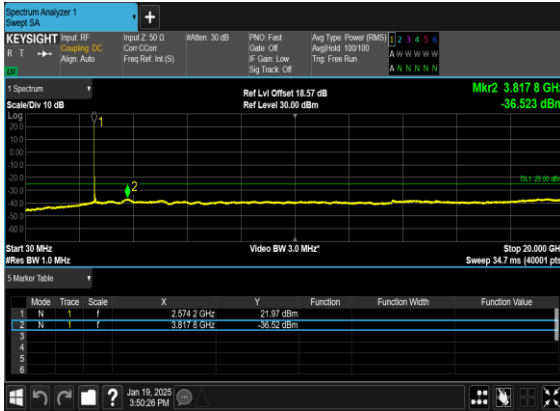 Spectrum Analyzer 1
Swept SA
+
KEYSIGHT Input: RF Input Z: 50 Ω #Atten: 30 dB PNO: Fast Avg Type: Power (RMS) 1 2 3 4 5 6
R T Coupling: DC Corr CCorr Gate: Off Avg|Hold: 100/100 A W W W W W
Align: Auto Freq Ref: Int (S) IF Gain: Low Trig: Free Run
LXI Sig Track: Off A N N N N N
1 Spectrum Ref Lvl Offset 18.57 dB Mkr2 3.817 8 GHz
Scale/Div 10 dB Ref Level 30.00 dBm -36.523 dBm
Log
1
20.0
10.0
0.00
-10.0
-20.0
DL1 -25.00 dBm
2
-30.0
-40.0
-50.0
-60.0
Start 30 MHz Video BW 3.0 MHz* Stop 20.000 GH
#Res BW 1.0 MHz Sweep 34.7 ms (40001 pts
5 Marker Table
Mode Trace Scale X Y Function Function Width Function Value
1 N 1 f 2.574 2 GHz 21.97 dBm
2 N 1 f 3.817 8 GHz -36.52 dBm
3
4
5
6
? Jan 19, 2025
3:50:26 PM